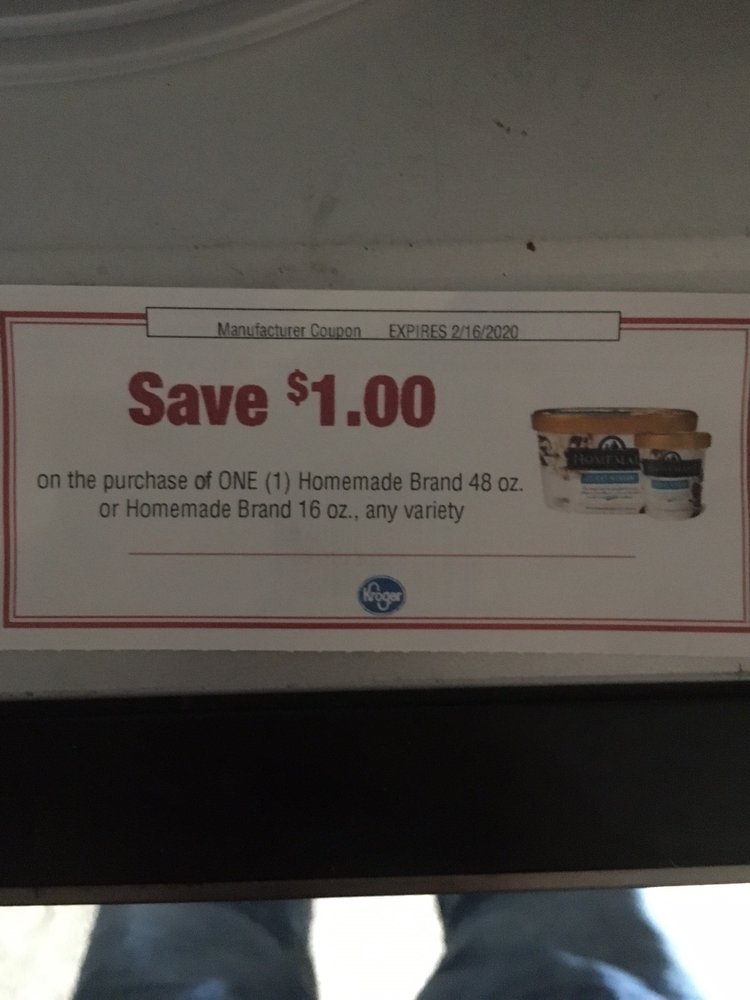 Manufacturer Coupon EXPIRES 2/16/2020
Save $1.00
on the purchase of ONE (1) Homemade Brand 48 oz.
or Homemade Brand 16 oz., any variety
Kroger